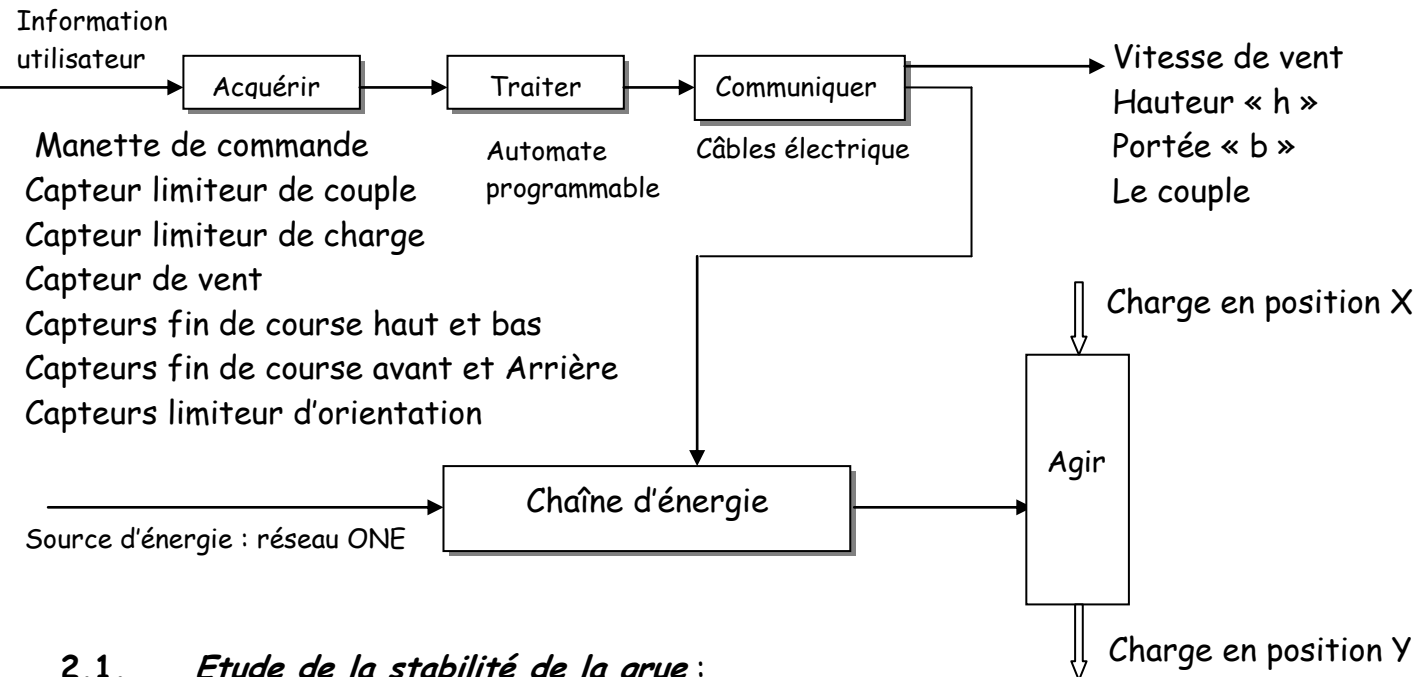 Information
utilisateur
Acquérir
Traiter
Communiquer
Vitesse de vent
Hauteur « h »
Portée « b »
Le couple
Manette de commande
Capteur limiteur de couple
Capteur limiteur de charge
Capteur de vent
Capteurs fin de course haut et bas
Capteurs fin de course avant et Arrière
Capteurs limiteur d'orientation
Automate
programmable
Câbles électrique
Charge en position X
Agir
Chaîne d'énergie
Source d'énergie : réseau ONE
Charge en position Y
2.1. Etude de la stabilité de la grue :